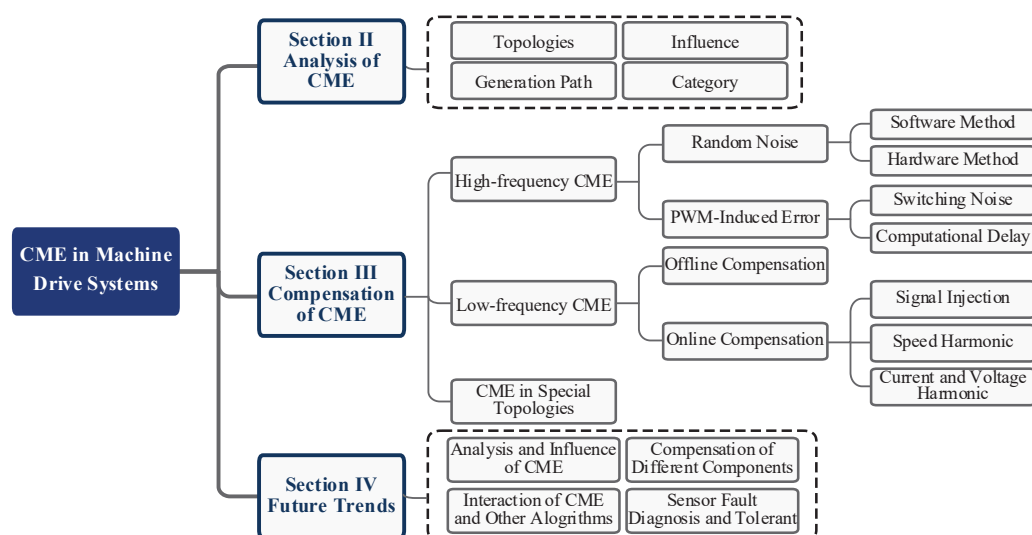 CME in Machine
Drive Systems
Section II
Analysis of
CME
Topologies
Influence
Generation Path
Category
Section III
Compensation
of CME
High-frequency CME
Random Noise
Software Method
Hardware Method
PWM-Induced Error
Switching Noise
Computational Delay
Low-frequency CME
Offline Compensation
Online Compensation
Signal Injection
Speed Harmonic
Current and Voltage
Harmonic
CME in Special
Topologies
Section IV
Future Trends
Analysis and Influence
of CME
Compensation of
Different Components
Interaction of CME
and Other Alogrithms
Sensor Fault
Diagnosis and Tolerant